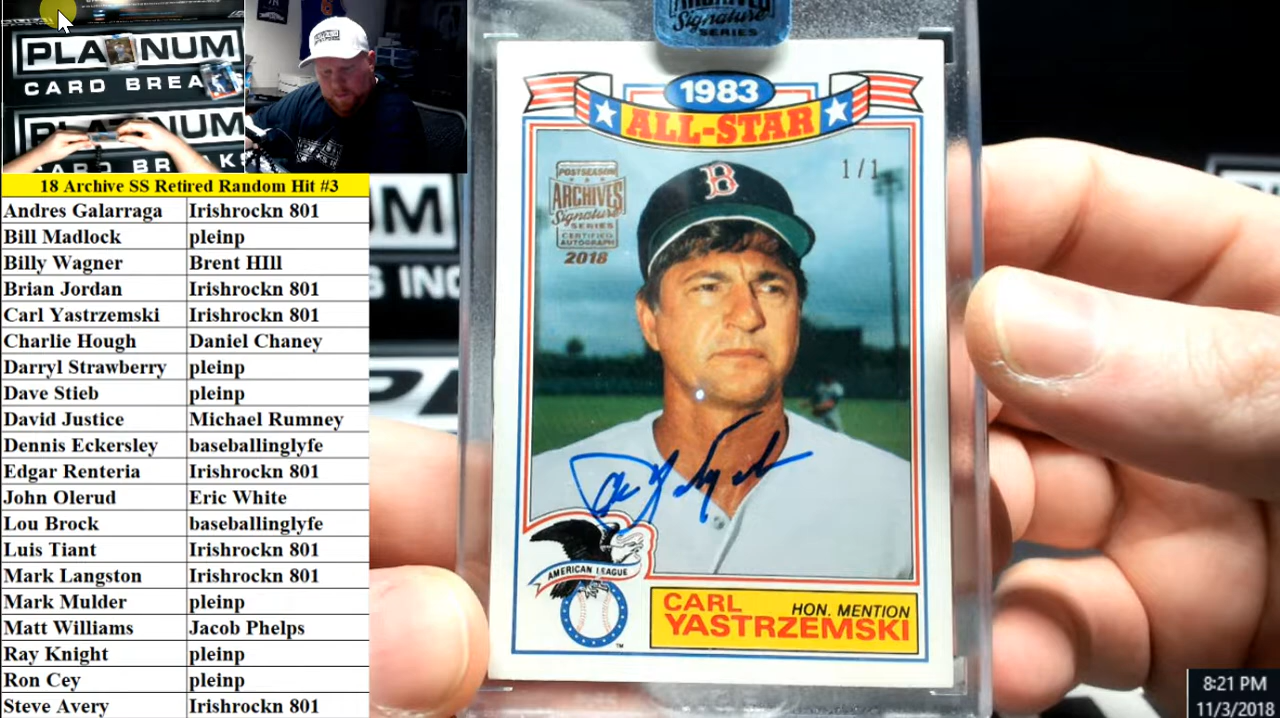 PLATINUM
CARD BREA
PLATINUM
CARD BREAK
18 Archive SS Retired Random Hit #3
Andres Galarraga Irishrockn 801
Bill Madlock pleinp
Billy Wagner Brent HIll
Brian Jordan Irishrockn 801
Carl Yastrzemski Irishrockn 801
Charlie Hough Daniel Chaney
Darryl Strawberry pleinp
Dave Stieb pleinp
David Justice Michael Rumney
Dennis Eckersley baseballinglyfe
Edgar Renteria Irishrockn 801
John Olerud Eric White
Lou Brock baseballinglyfe
Luis Tiant Irishrockn 801
Mark Langston Irishrockn 801
Mark Mulder pleinp
Matt Williams Jacob Phelps
Ray Knight pleinp
Ron Cey pleinp
Steve Avery Irishrockn 801
M
S INC
ARCHIVES
Signature
SERIES
1983
ALL-STAR
POSTSEASON
ARCHIVES
Signature
SERIES
CERTIFIED
AUTOGRAPH
2018
1/1
B
AMERICAN LEAGUE
TM
CARL HON. MENTION
YASTRZEMSKI
8:21 PM
11/3/2018